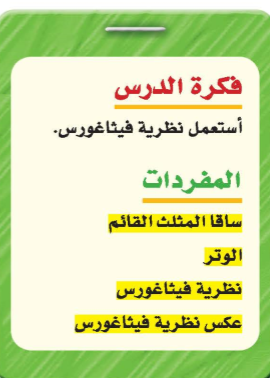 فكرة الدرس
أستعمل نظرية فيثاغورس.
المفردات
ساقا المثلث القائم
الوتر
نظرية فيثاغورس
عكس نظرية فيثاغورس